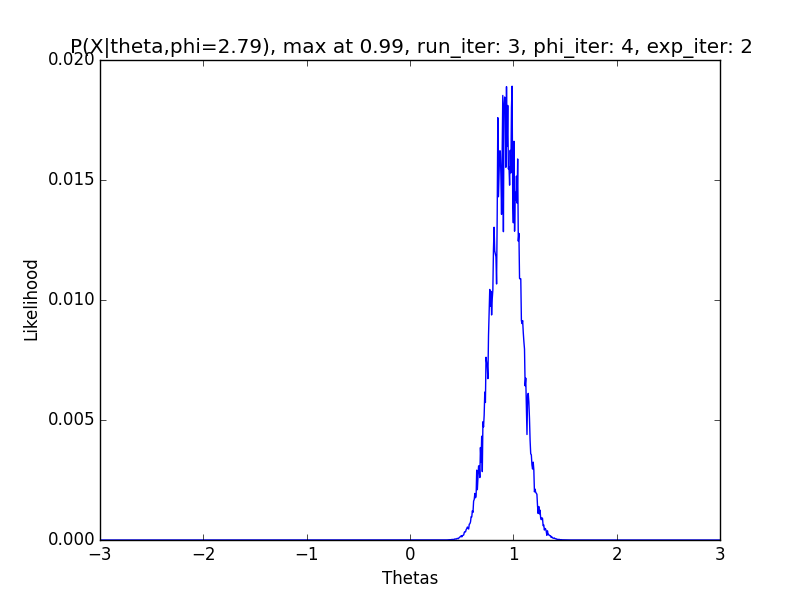 P(X|theta,phi=2.79), max at 0.99, run_iter: 3, phi_iter: 4, exp_iter: 2
0.020
0.015
0.010
0.005
0.000
Likelihood
−3 −2 −1 0 1 2 3
Thetas